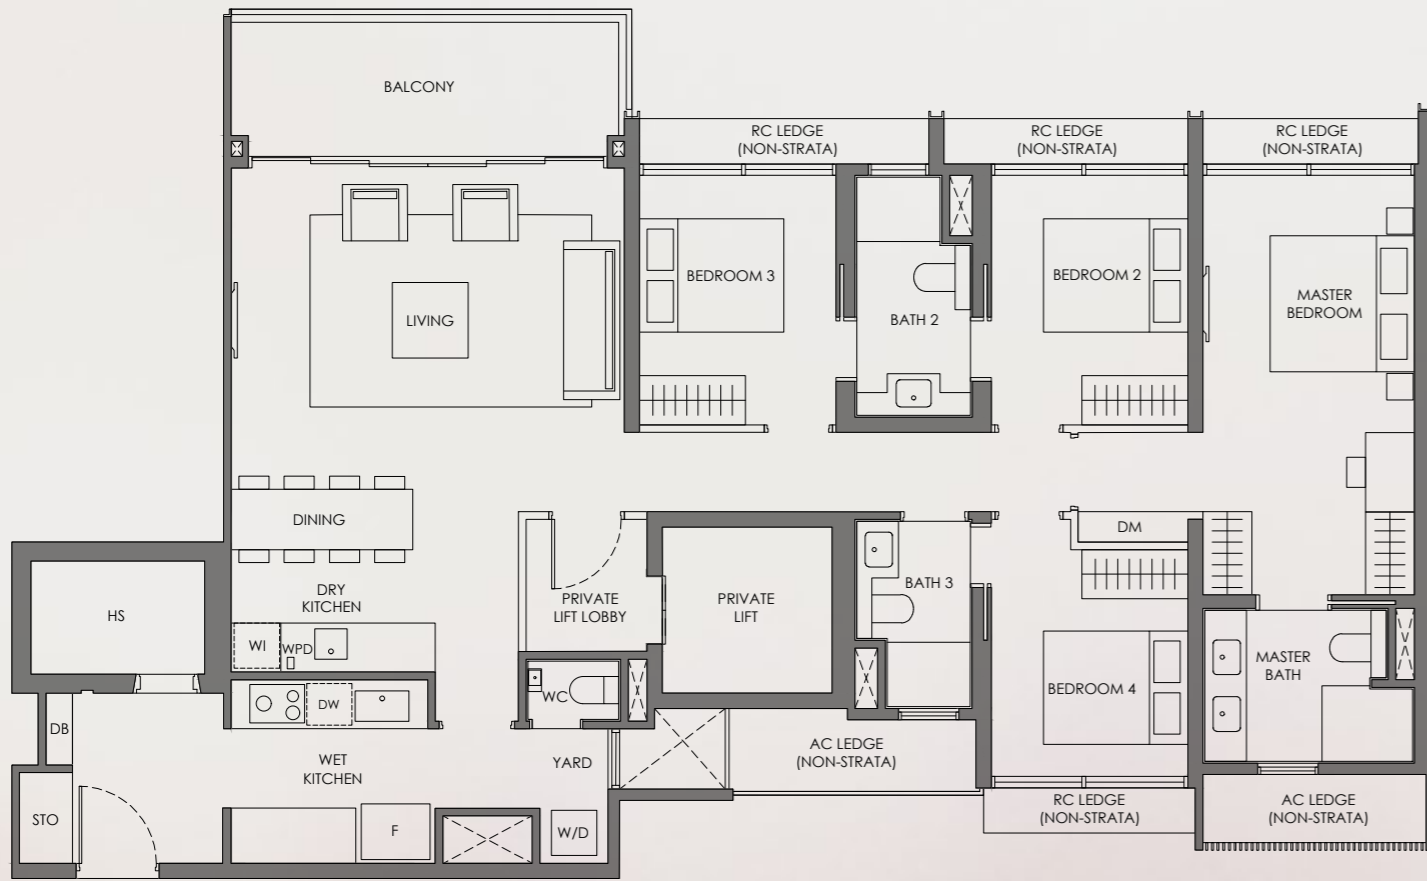 BALCONY
RC LEDGE
(NON-STRATA)
RC LEDGE
(NON-STRATA)
RC LEDGE
(NON-STRATA)
BEDROOM 3
BEDROOM 2
MASTER
BEDROOM
LIVING
BATH 2
DINING
DM
DRY
KITCHEN
HS
PRIVATE
LIFT LOBBY
PRIVATE
LIFT
BATH 3
WI
WPD
MASTER
BATH
WC
BEDROOM 4
DW
DB
WET
KITCHEN
YARD
AC LEDGE
(NON-STRATA)
STO
F
W/D
RC LEDGE
(NON-STRATA)
AC LEDGE
(NON-STRATA)